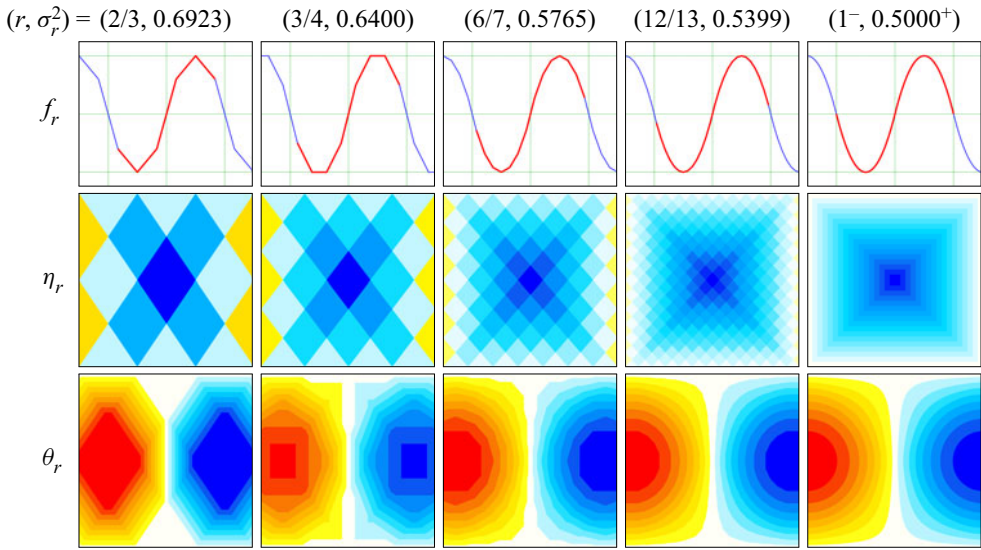 (r, σ_r^2) = (2/3, 0.6923) (3/4, 0.6400) (6/7, 0.5765) (12/13, 0.5399) (1⁻, 0.5000⁺)
f_r
η_r
θ_r